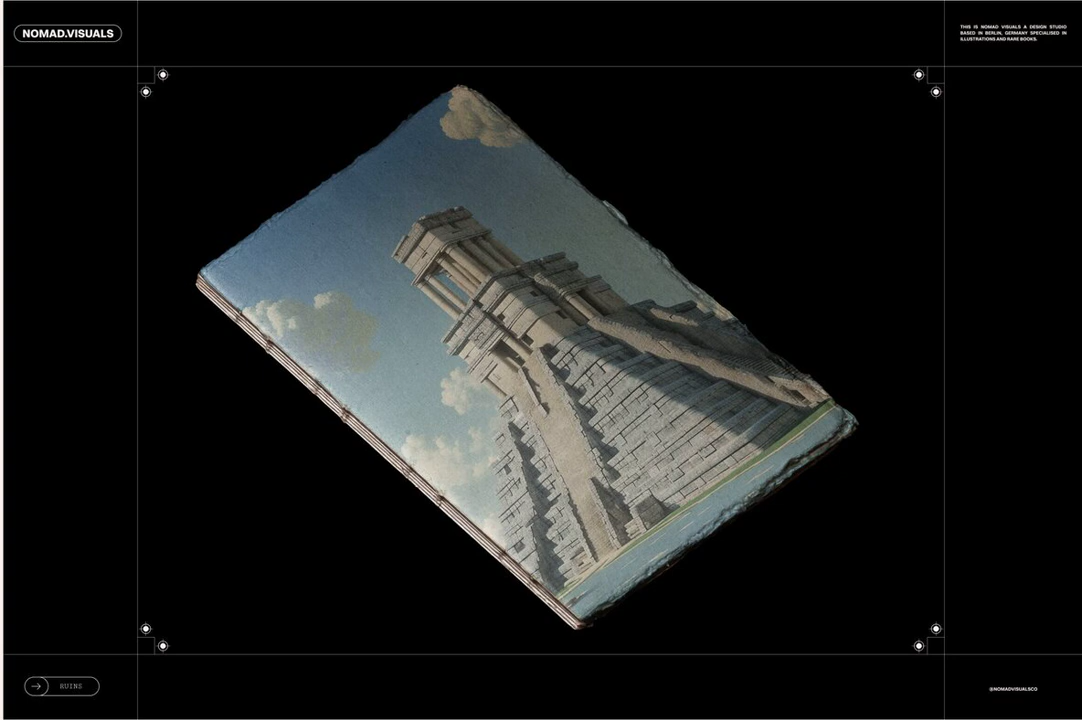 NOMAD.VISUALS
THIS IS NOMAD VISUALS A DESIGN STUDIO
BASED IN BERLIN, GERMANY SPECIALISED IN
ILLUSTRATIONS AND RARE BOOKS.
RUINS
@NOMADVISUALSCO